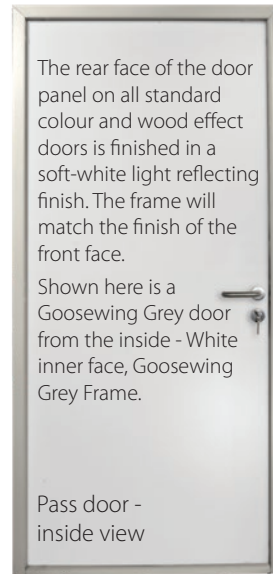 The rear face of the door
panel on all standard
colour and wood effect
doors is finished in a
soft-white light reflecting
finish. The frame will
match the finish of the
front face.
Shown here is a
Goosewing Grey door
from the inside - White
inner face, Goosewing
Grey Frame.
Pass door -
inside view